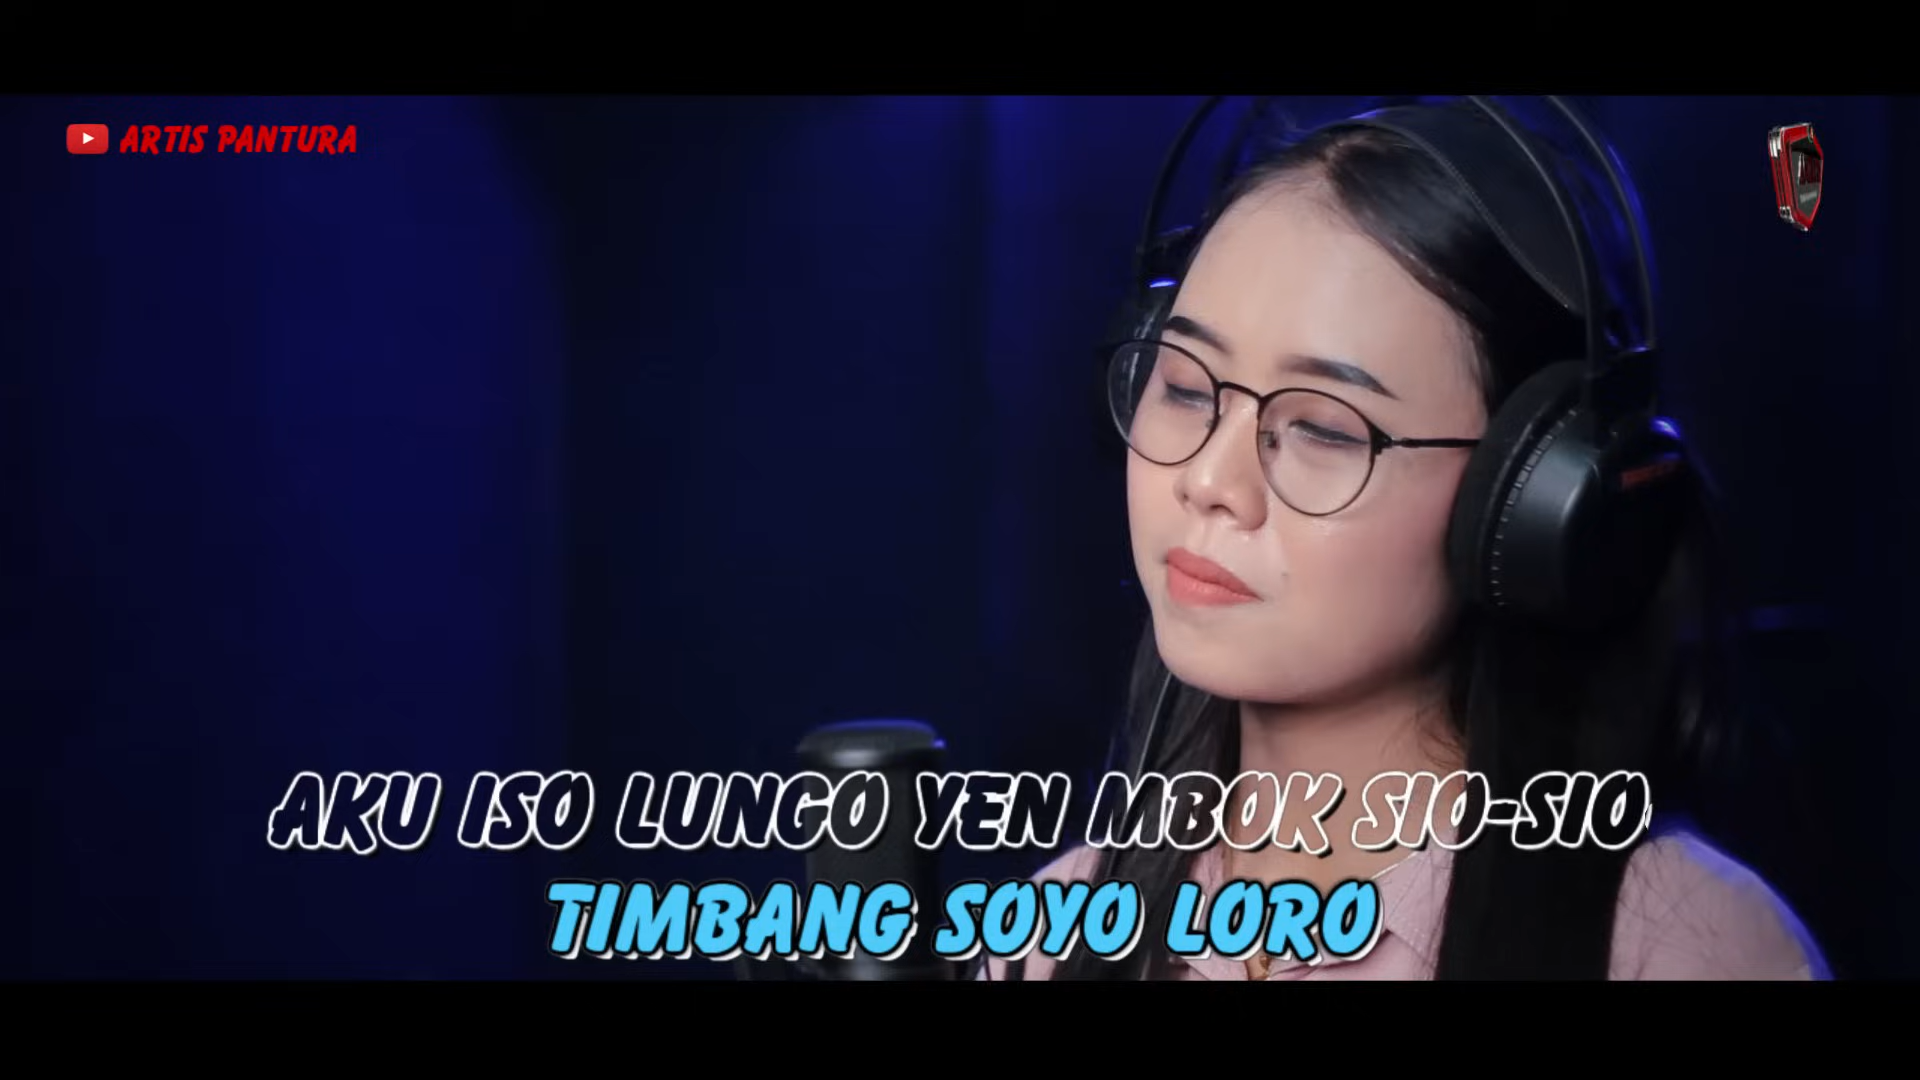 ARTIS PANTURA
AKU ISO LUNGO YEN MBOK SIO-SIO
TIMBANG SOYO LORO